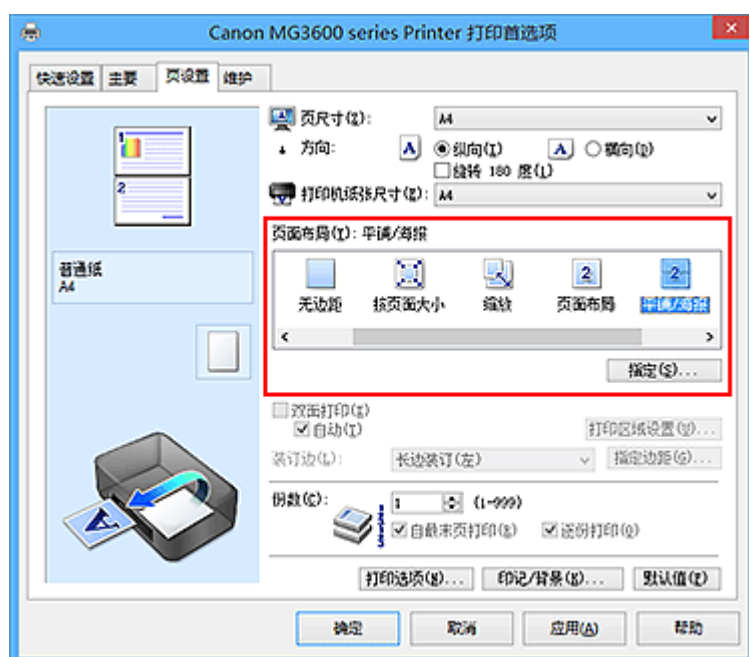 Canon MG3600 series Printer 打印首选项
快速设置 主要 页设置 维护
页尺寸(Z): A4
方向: A 纵向(I) A 横向(D)
旋转 180 度(L)
打印机纸张尺寸(E): A4
页面布局(Y): 平铺/海报
无边距 按页面大小 缩放 页面布局 平铺/海报
指定(S)...
1
2
普通纸
A4
双面打印(X)
自动(T) 打印区域设置(U)...
装订边(L): 长边装订(左) 指定边距(G)...
份数(C): 1 (1-999)
自最末页打印(R) 逐份打印(O)
打印选项(N)... 印记/背景(K)... 默认值(F)
确定 取消 应用(A) 帮助